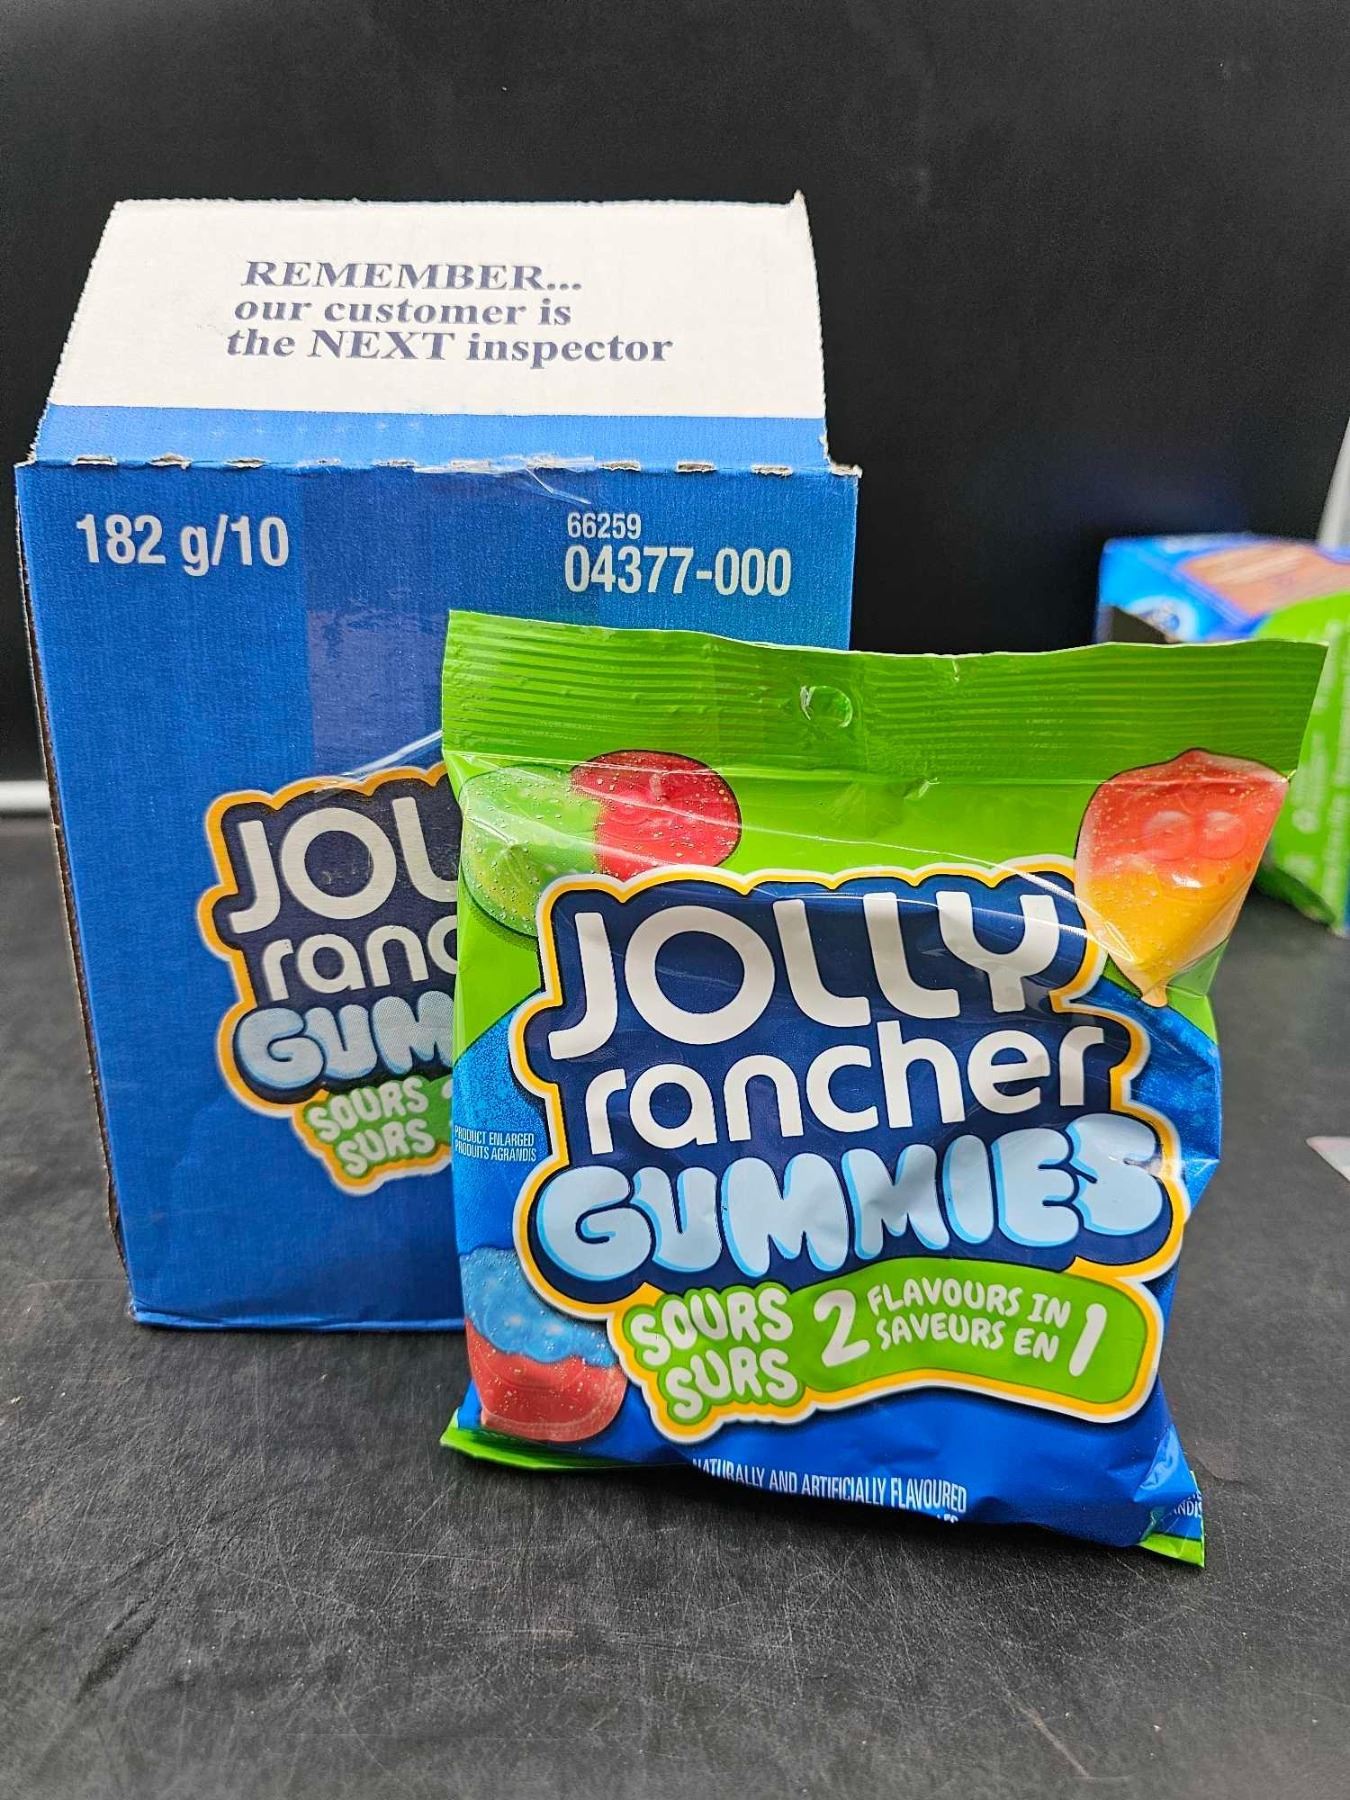 REMEMBER...
our customer is
the NEXT inspector
182 g/10
66259
04377-000
JOL
ranc
GUM
SOURS
SURS
PRODUCT ENLARGED
PRODUITS AGRANDIS
JOLLY
rancher
GUMMIES
SOURS
SURS
2 FLAVOURS IN
SAVEURS EN 1
NATURALLY AND ARTIFICIALLY FLAVOURED